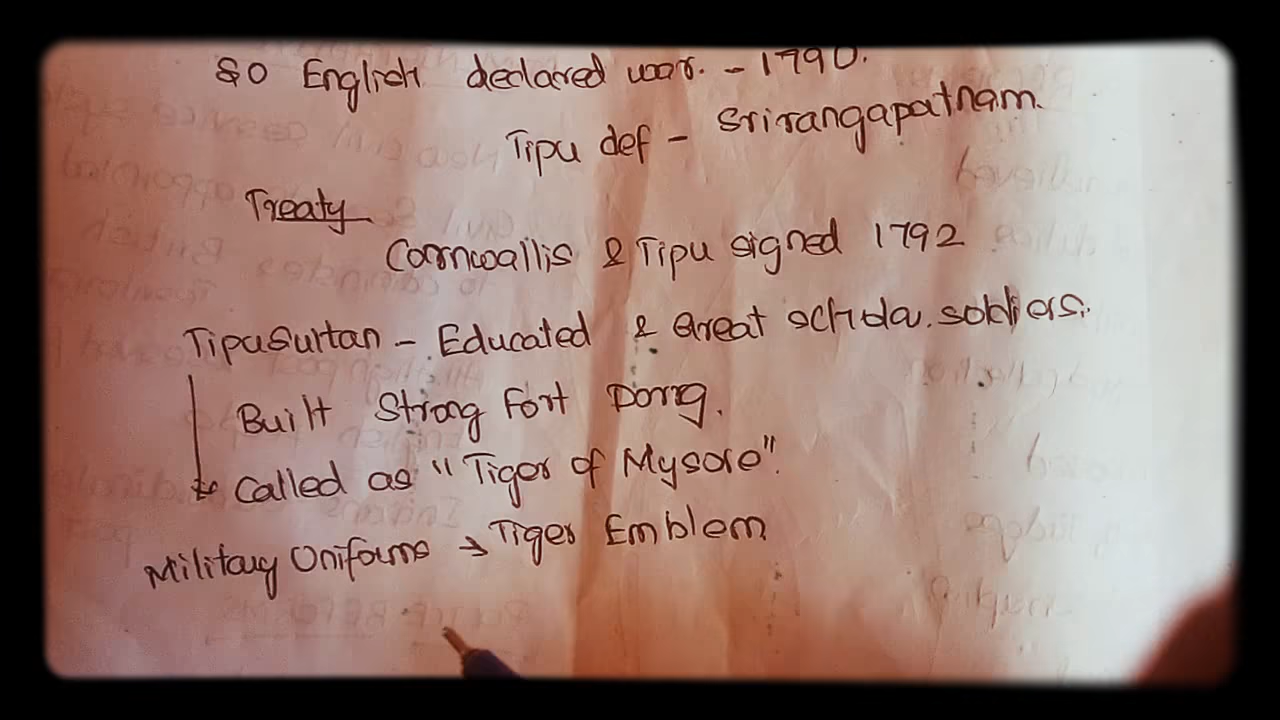 So English declared war. - 1790.
Tipu def - Srirangapatnam.
Treaty
Cornwallis & Tipu signed 1792
TipuSultan - Educated & Great scholar. soldiers.
Built Strong Fort
Called as "Tiger of Mysore".
Military Uniforms → Tiger Emblem